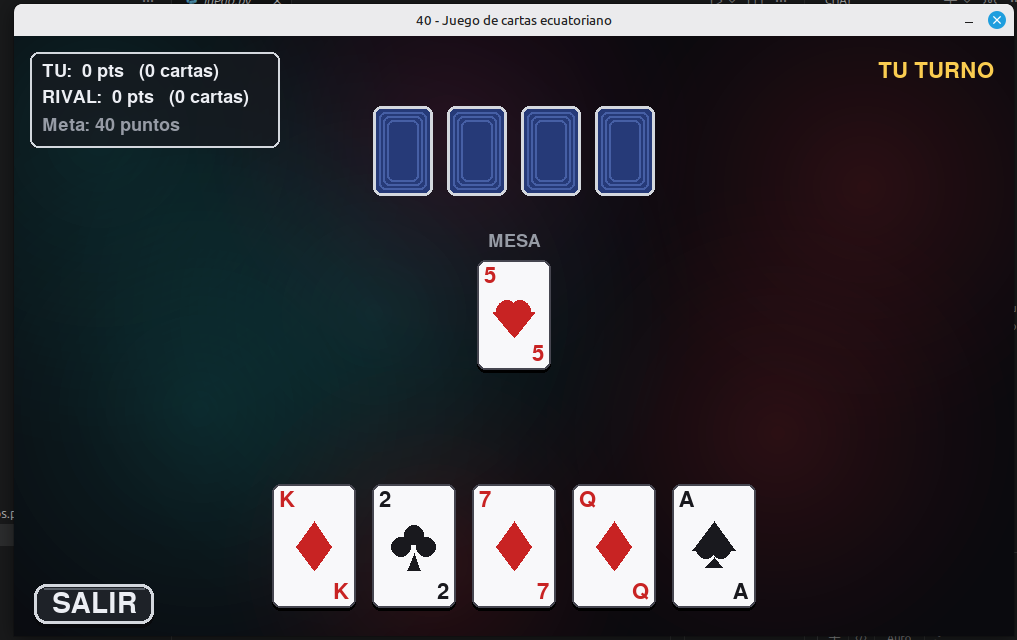 40 - Juego de cartas ecuatoriano
TU: 0 pts (0 cartas)
RIVAL: 0 pts (0 cartas)
Meta: 40 puntos
TU TURNO
MESA
5
5
K 2 7 Q A
K 2 7 Q A
SALIR